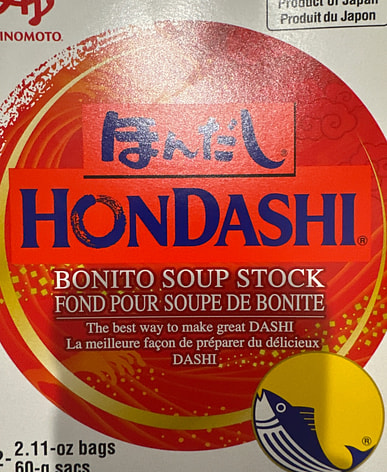 Product of Japan
Produit du Japon
ほんだし®
HONDASHI®
BONITO SOUP STOCK
FOND POUR SOUPE DE BONITE
The best way to make great DASHI
La meilleure façon de préparer du délicieux
DASHI
®
2.11-oz bags
60-g sacs